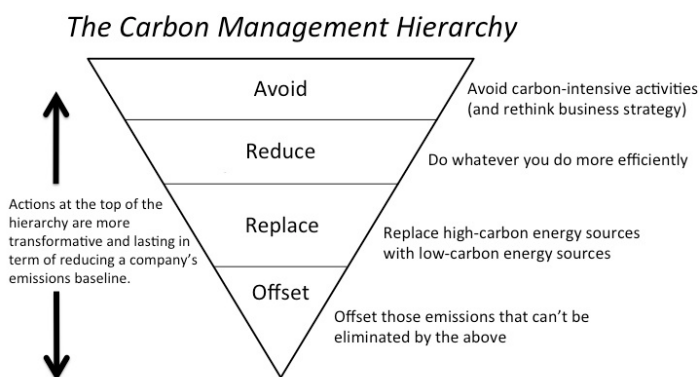 The Carbon Management Hierarchy
Avoid
Avoid carbon-intensive activities
(and rethink business strategy)
Reduce
Do whatever you do more efficiently
Actions at the top of the
hierarchy are more
transformative and lasting in
term of reducing a company's
emissions baseline.
Replace
Replace high-carbon energy sources
with low-carbon energy sources
Offset
Offset those emissions that can't be
eliminated by the above